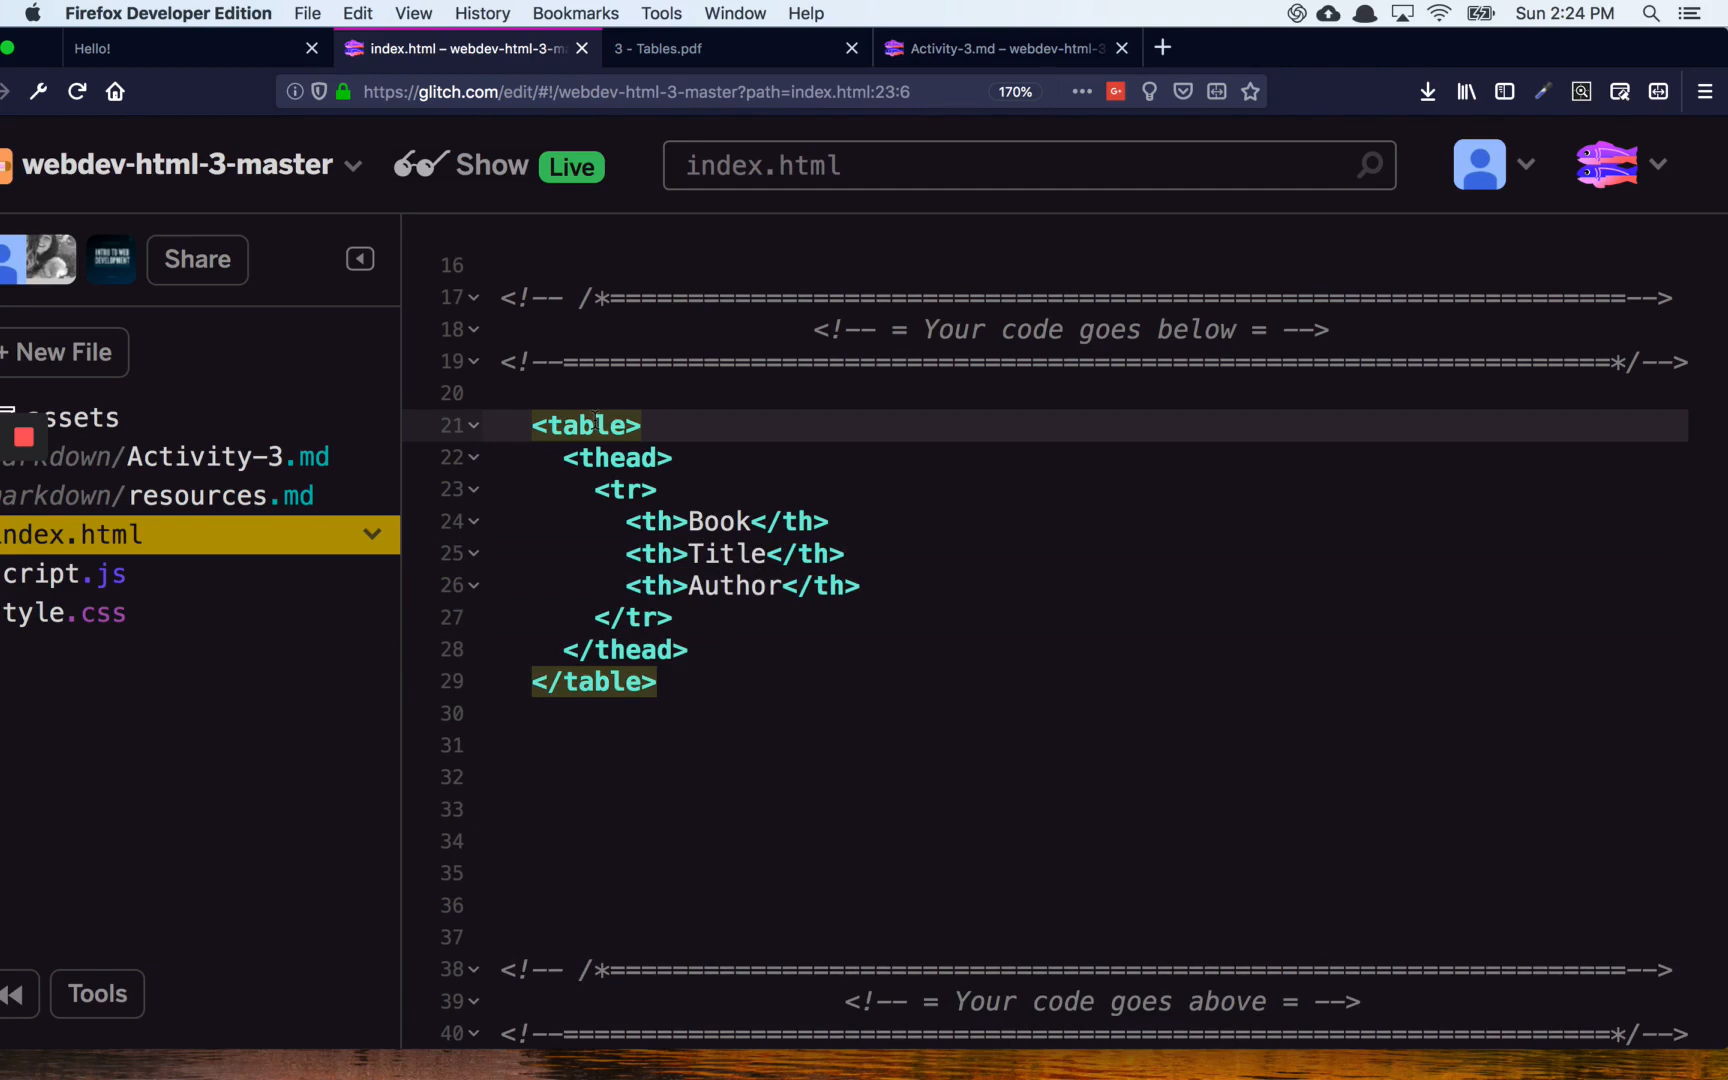 Firefox Developer Edition File Edit View History Bookmarks Tools Window Help Sun 2:24 PM
Hello! index.html – webdev-html-3-m 3 - Tables.pdf Activity-3.md – webdev-html-3
https://glitch.com/edit/#!/webdev-html-3-master?path=index.html:23:6 170% ••• G+
webdev-html-3-master Show Live index.html
INTRO TO WEB DEVELOPMENT Share
+ New File
assets
arkdown/Activity-3.md
arkdown/resources.md
ndex.html
cript.js
tyle.css
Tools
16
17 <!-- /*=================================================================-->
18 <!-- = Your code goes below = -->
19 <!--===================================================================*/-->
20
21 <table>
22 <thead>
23 <tr>
24 <th>Book</th>
25 <th>Title</th>
26 <th>Author</th>
27 </tr>
28 </thead>
29 </table>
30
31
32
33
34
35
36
37
38 <!-- /*=================================================================-->
39 <!-- = Your code goes above = -->
40 <!--===================================================================*/-->